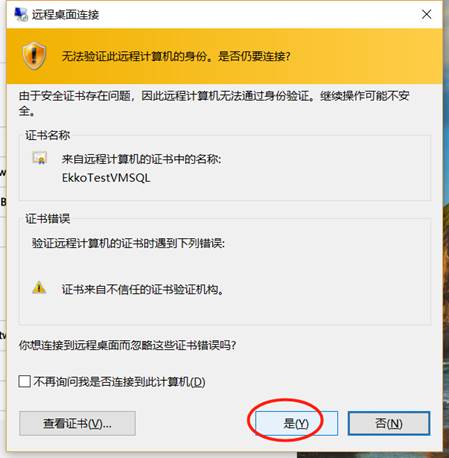 远程桌面连接
无法验证此远程计算机的身份。是否仍要连接?
由于安全证书存在问题，因此远程计算机无法通过身份验证。继续操作可能不安
全。
证书名称
来自远程计算机的证书中的名称:
EkkoTestVMSQL
证书错误
验证远程计算机的证书时遇到下列错误:
证书来自不信任的证书验证机构。
你想连接到远程桌面而忽略这些证书错误吗?
不再询问我是否连接到此计算机(D)
查看证书(V)...
是(Y)
否(N)